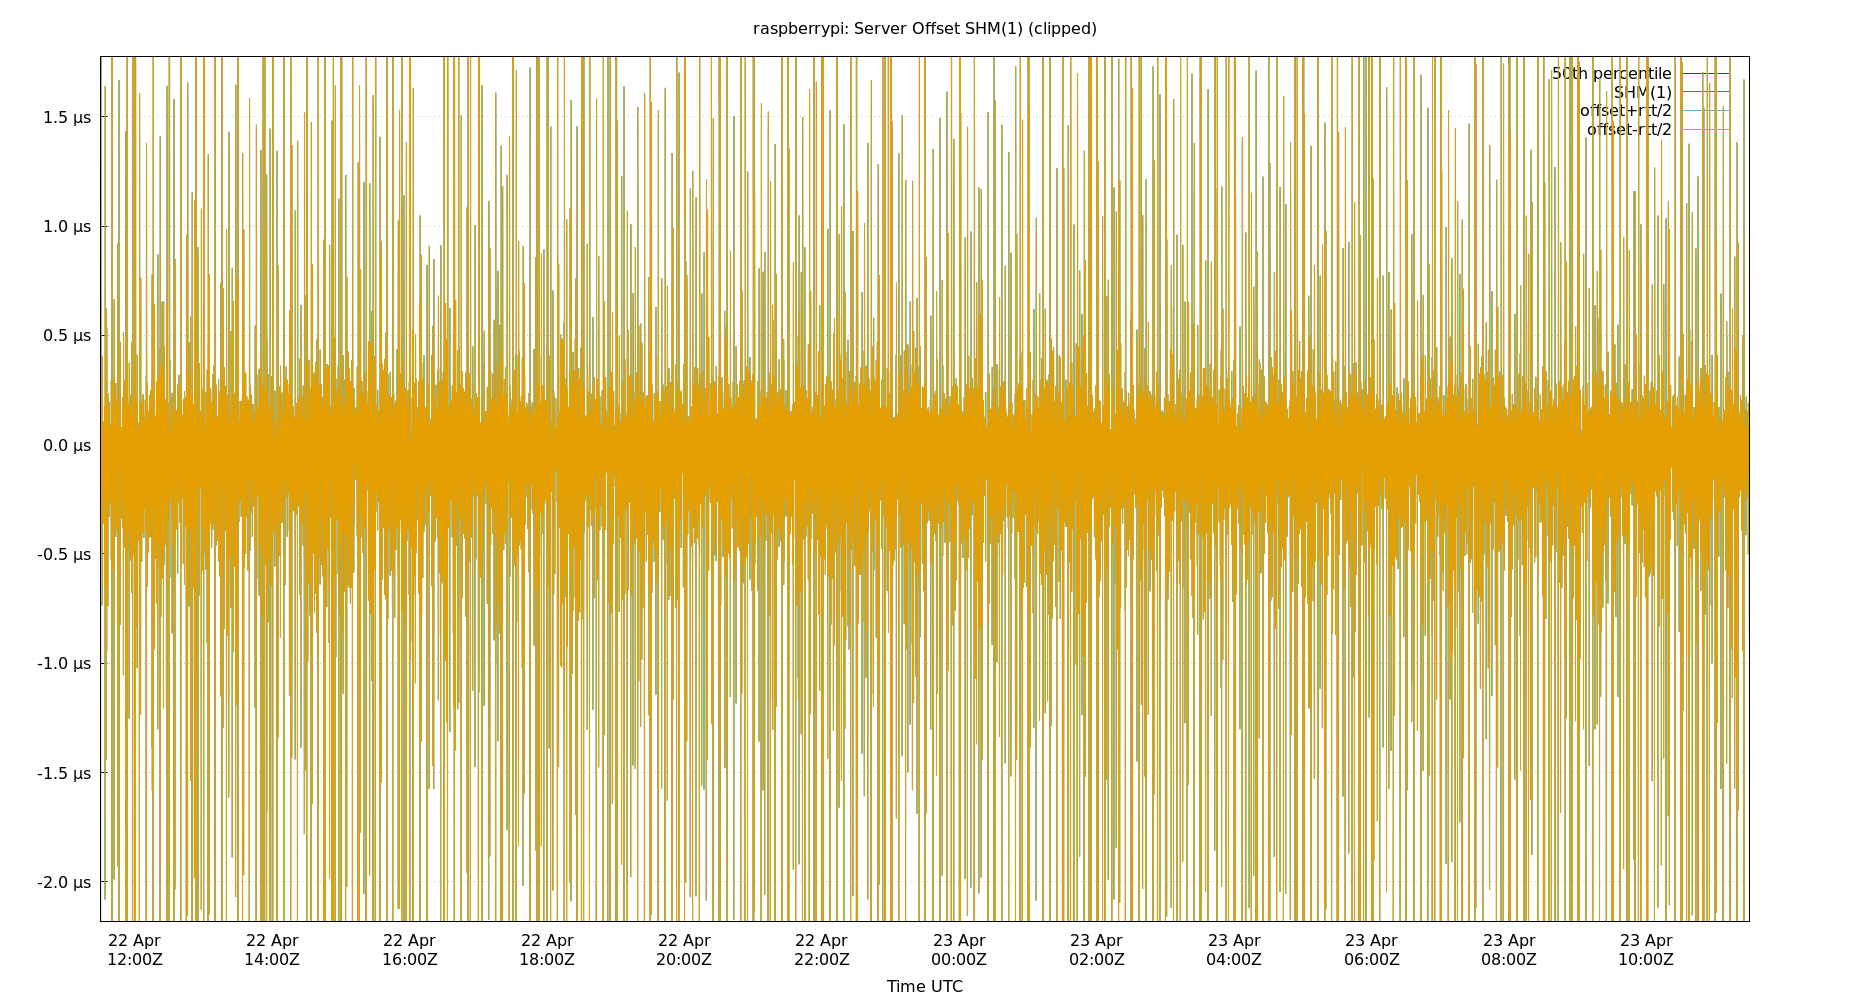 raspberrypi: Server Offset SHM(1) (clipped)
50th percentile
SHM(1)
offset+rtt/2
offset-rtt/2
1.5 µs
1.0 µs
0.5 µs
0.0 µs
-0.5 µs
-1.0 µs
-1.5 µs
-2.0 µs
22 Apr 22 Apr 22 Apr 22 Apr 22 Apr 22 Apr 23 Apr 23 Apr 23 Apr 23 Apr 23 Apr 23 Apr
12:00Z 14:00Z 16:00Z 18:00Z 20:00Z 22:00Z 00:00Z 02:00Z 04:00Z 06:00Z 08:00Z 10:00Z
Time UTC